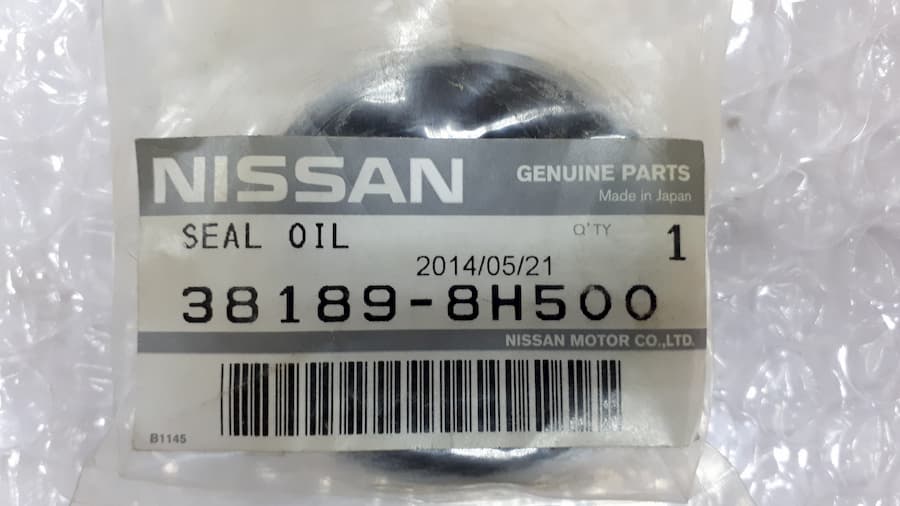 NISSAN
GENUINE PARTS
Made in Japan
SEAL OIL
Q'TY 1
2014/05/21
38189-8H500
NISSAN MOTOR CO.,LTD.
B1145